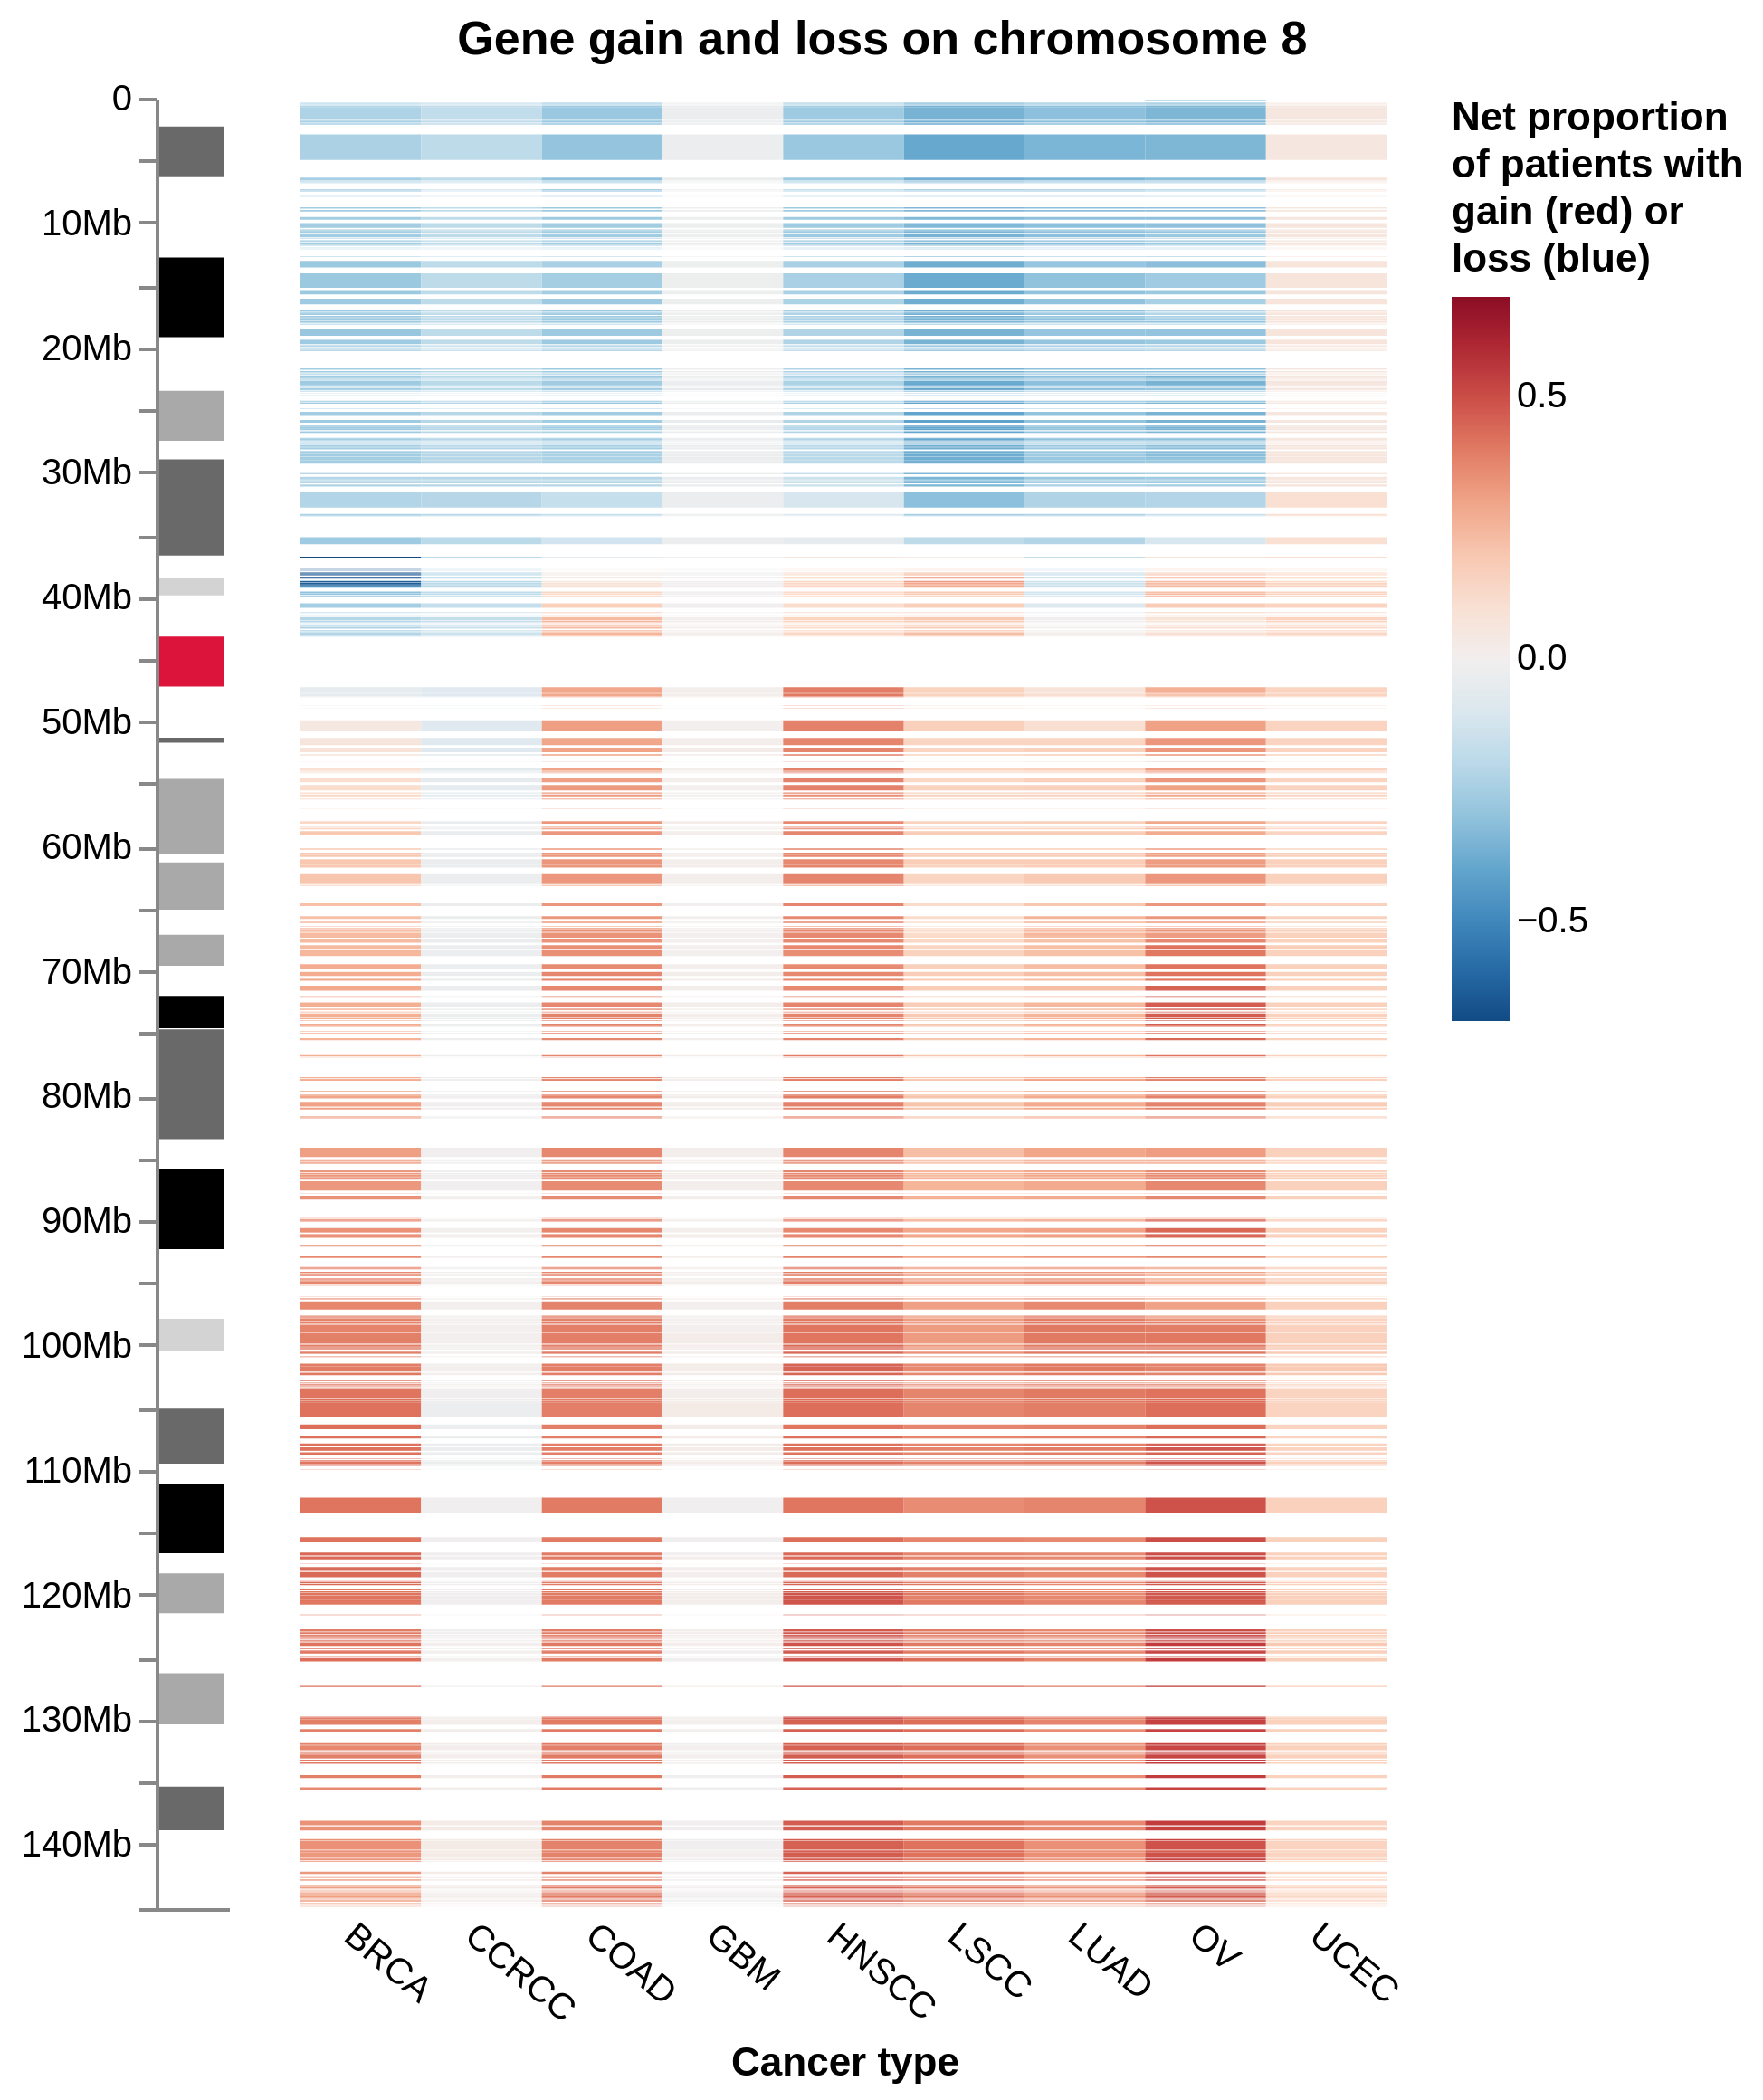 Gene gain and loss on chromosome 8
0
10Mb
20Mb
30Mb
40Mb
50Mb
60Mb
70Mb
80Mb
90Mb
100Mb
110Mb
120Mb
130Mb
140Mb
Net proportion
of patients with
gain (red) or
loss (blue)
0.5
0.0
−0.5
BRCA
CCRCC
COAD
GBM
HNSCC
LSCC
LUAD
OV
UCEC
Cancer type